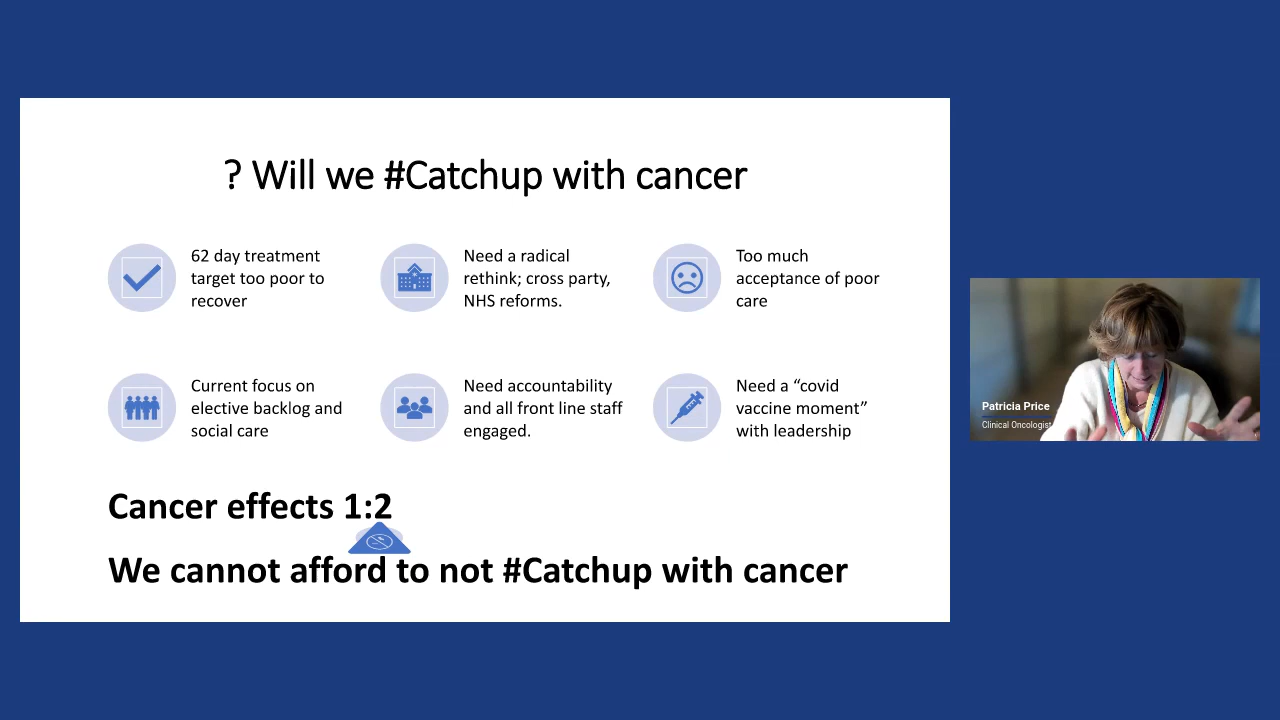 ? Will we #Catchup with cancer
62 day treatment
target too poor to
recover
Need a radical
rethink; cross party,
NHS reforms.
Too much
acceptance of poor
care
Current focus on
elective backlog and
social care
Need accountability
and all front line staff
engaged.
Need a “covid
vaccine moment”
with leadership
Cancer effects 1:2
We cannot afford to not #Catchup with cancer
Patricia Price
Clinical Oncologist